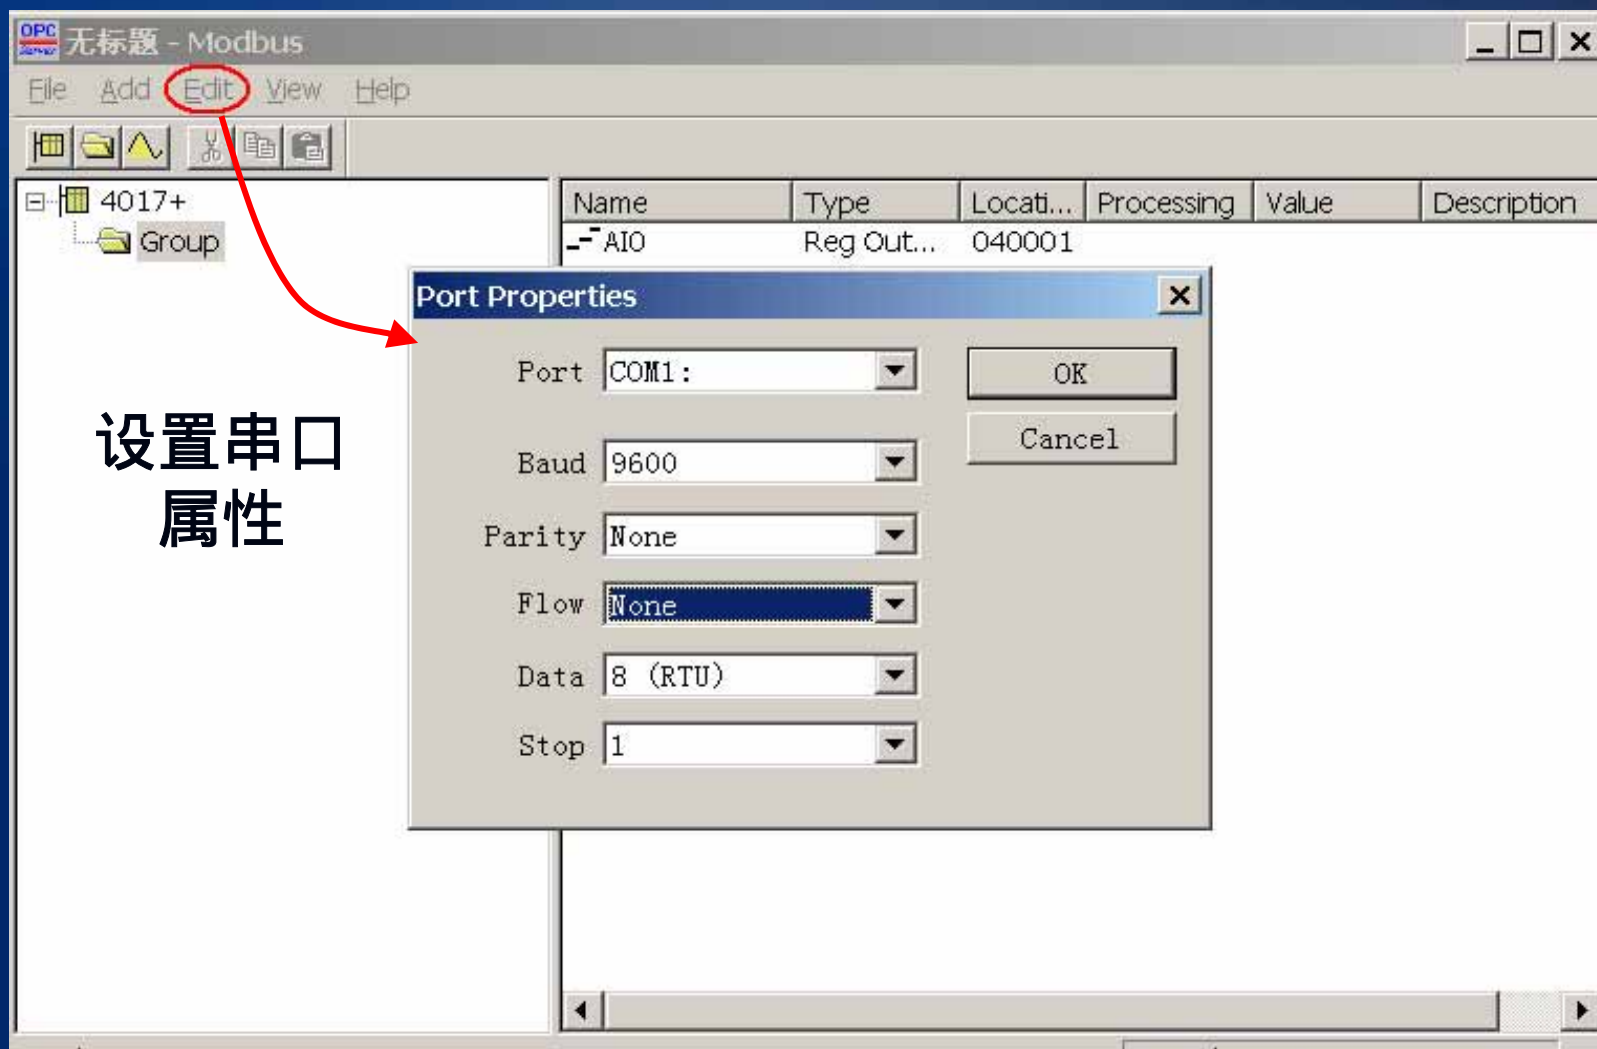 OPC
Server
无标题 - Modbus
File Add Edit View Help
4017+
Group
Name Type Locati... Processing Value Description
AIO Reg Out... 040001
Port Properties
Port COM1:
OK
Cancel
Baud 9600
Parity None
Flow None
Data 8 (RTU)
Stop 1
设置串口
属性